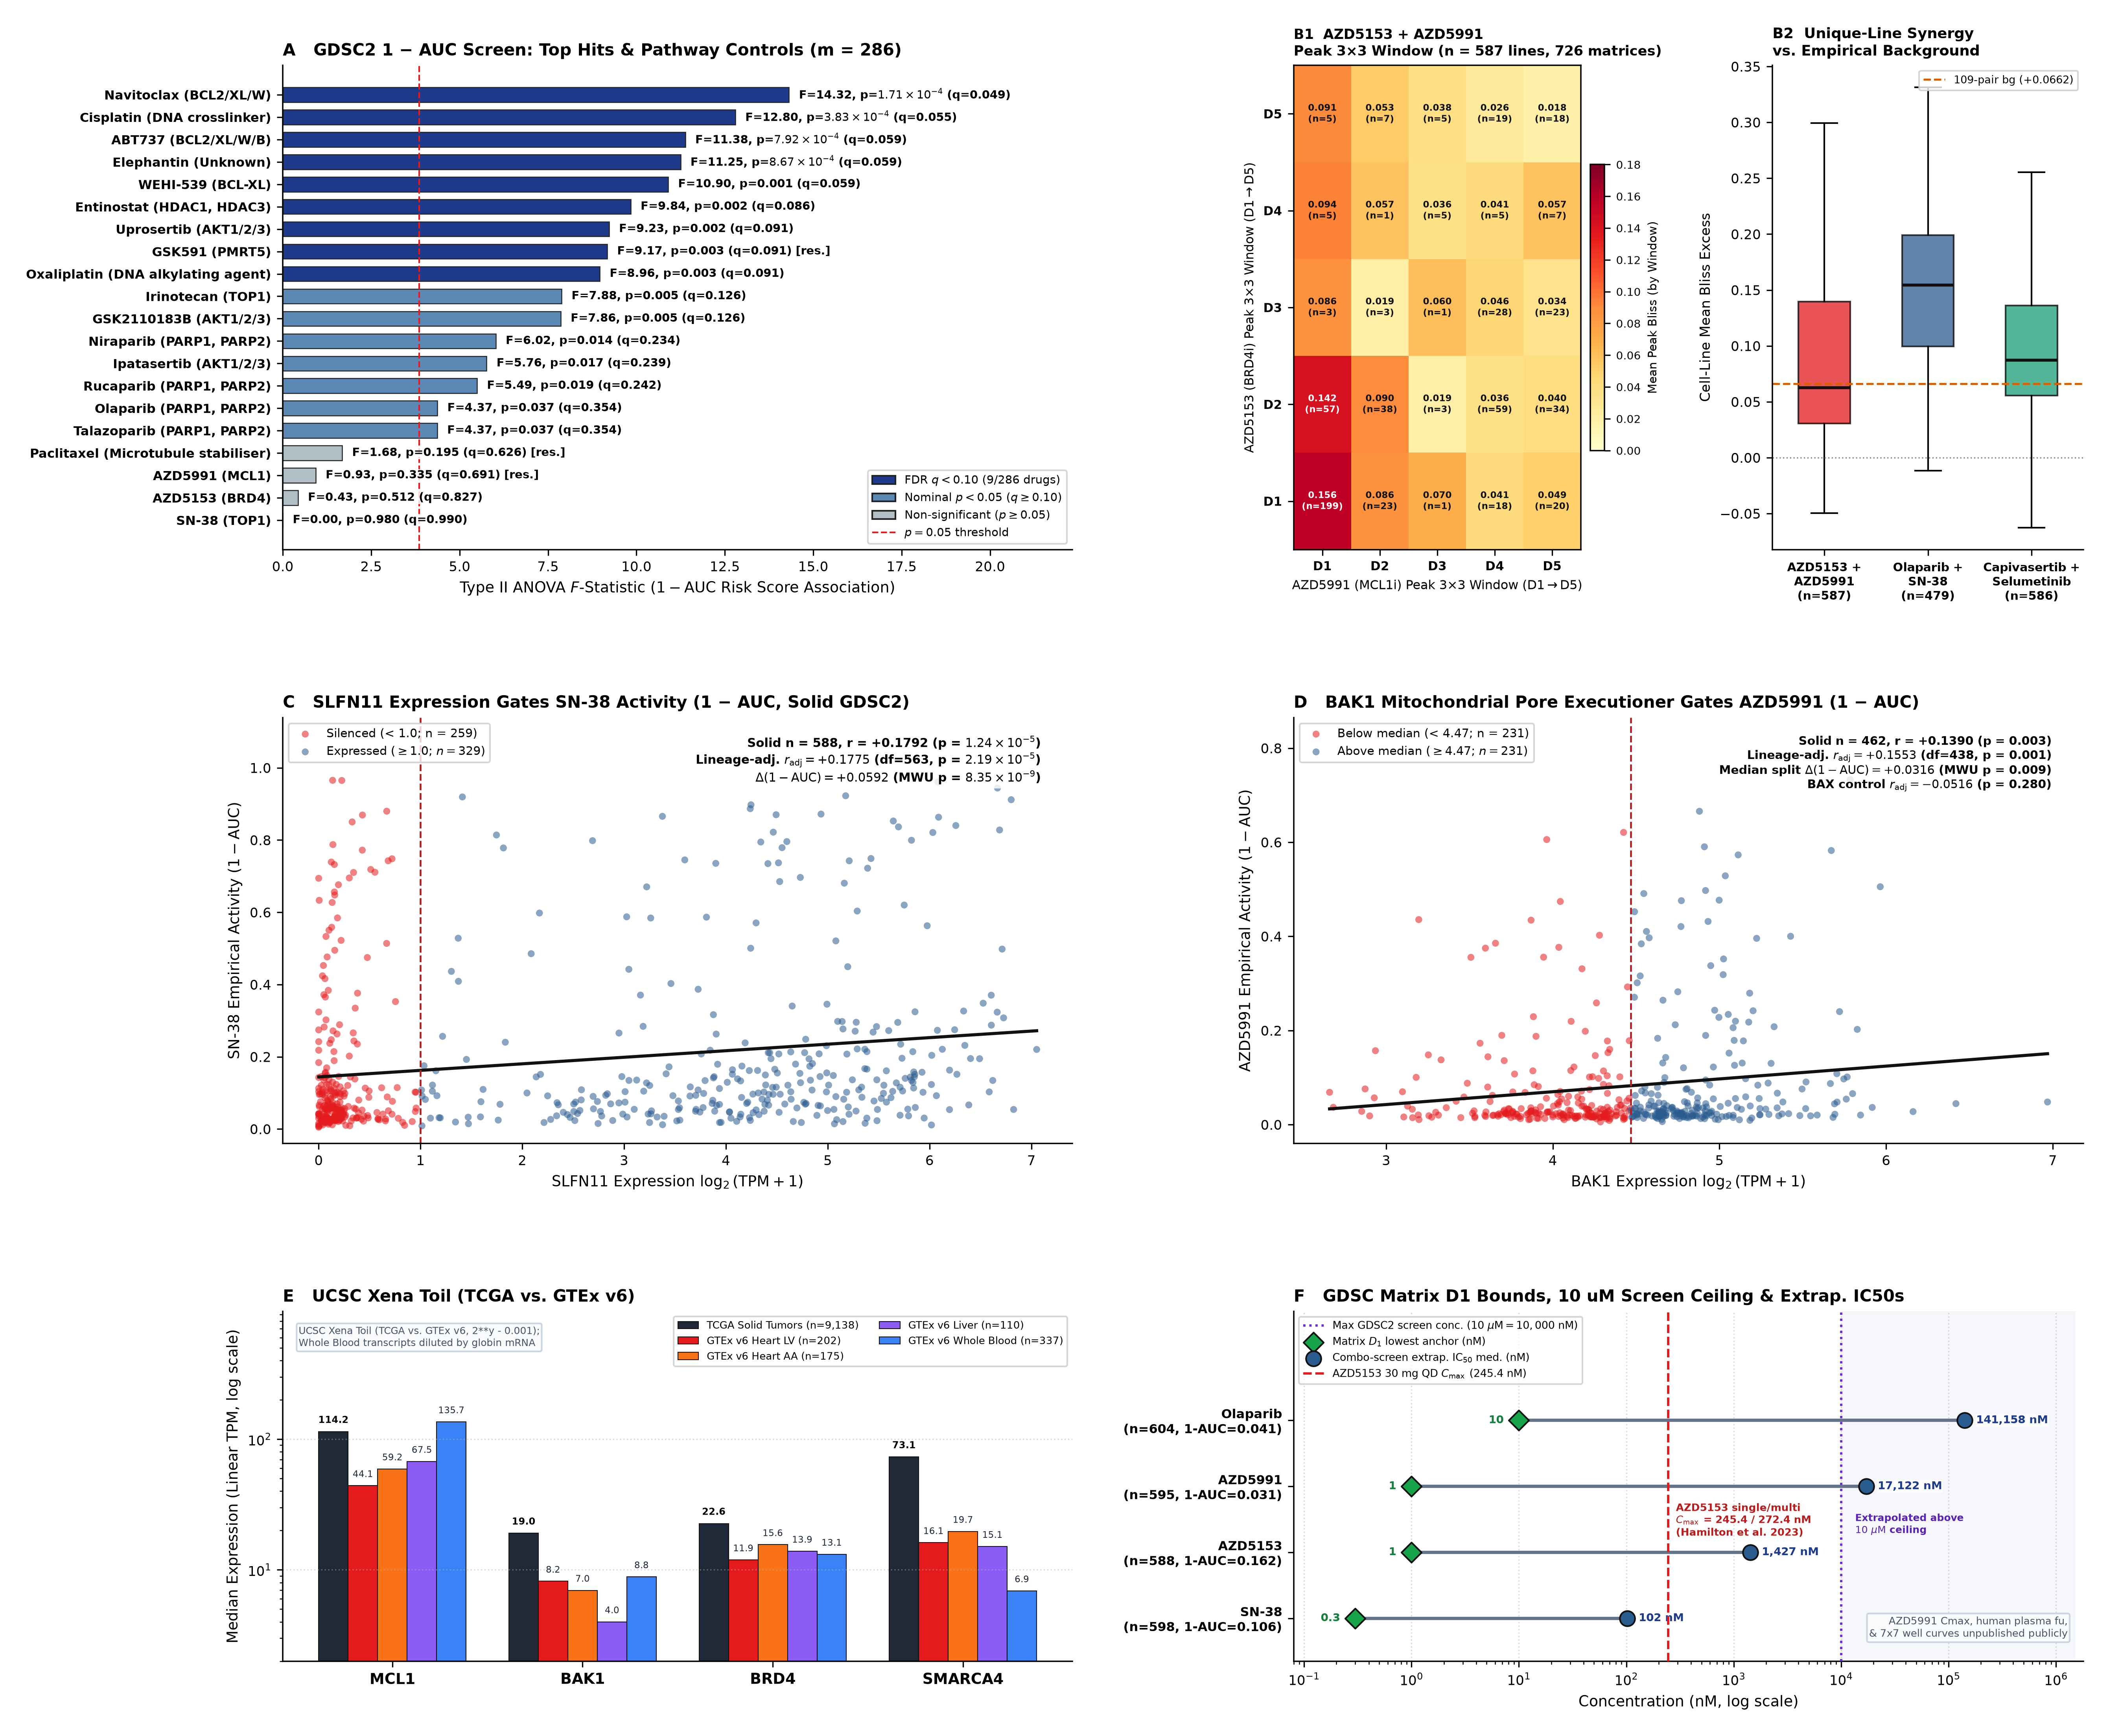 A   GDSC2 1 − AUC Screen: Top Hits & Pathway Controls (m = 286)
Navitoclax (BCL2/XL/W)
F=14.32, p=1.71 × 10⁻⁴ (q=0.049)
Cisplatin (DNA crosslinker)
F=12.80, p=3.83 × 10⁻⁴ (q=0.055)
ABT737 (BCL2/XL/W/B)
F=11.38, p=7.92 × 10⁻⁴ (q=0.059)
Elephantin (Unknown)
F=11.25, p=8.67 × 10⁻⁴ (q=0.059)
WEHI-539 (BCL-XL)
F=10.90, p=0.001 (q=0.059)
Entinostat (HDAC1, HDAC3)
F=9.84, p=0.002 (q=0.086)
Uprosertib (AKT1/2/3)
F=9.23, p=0.002 (q=0.091)
GSK591 (PMRT5)
F=9.17, p=0.003 (q=0.091) [res.]
Oxaliplatin (DNA alkylating agent)
F=8.96, p=0.003 (q=0.091)
Irinotecan (TOP1)
F=7.88, p=0.005 (q=0.126)
GSK2110183B (AKT1/2/3)
F=7.86, p=0.005 (q=0.126)
Niraparib (PARP1, PARP2)
F=6.02, p=0.014 (q=0.234)
Ipatasertib (AKT1/2/3)
F=5.76, p=0.017 (q=0.239)
Rucaparib (PARP1, PARP2)
F=5.49, p=0.019 (q=0.242)
Olaparib (PARP1, PARP2)
F=4.37, p=0.037 (q=0.354)
Talazoparib (PARP1, PARP2)
F=4.37, p=0.037 (q=0.354)
Paclitaxel (Microtubule stabiliser)
F=1.68, p=0.195 (q=0.626) [res.]
AZD5991 (MCL1)
F=0.93, p=0.335 (q=0.691) [res.]
AZD5153 (BRD4)
F=0.43, p=0.512 (q=0.827)
SN-38 (TOP1)
F=0.00, p=0.980 (q=0.990)
FDR q < 0.10 (9/286 drugs)
Nominal p < 0.05 (q ≥ 0.10)
Non-significant (p ≥ 0.05)
p = 0.05 threshold
0.0 2.5 5.0 7.5 10.0 12.5 15.0 17.5 20.0
Type II ANOVA F-Statistic (1 − AUC Risk Score Association)
B1  AZD5153 + AZD5991
Peak 3×3 Window (n = 587 lines, 726 matrices)
AZD5153 (BRD4i) Peak 3×3 Window (D1→D5)
D5
0.091 0.053 0.038 0.026 0.018
(n=5) (n=7) (n=5) (n=19) (n=18)
D4
0.094 0.057 0.036 0.041 0.057
(n=5) (n=1) (n=5) (n=5) (n=7)
D3
0.086 0.019 0.060 0.046 0.034
(n=3) (n=3) (n=1) (n=28) (n=23)
D2
0.142 0.090 0.019 0.036 0.040
(n=57) (n=38) (n=3) (n=59) (n=34)
D1
0.156 0.086 0.070 0.041 0.049
(n=199) (n=23) (n=1) (n=18) (n=20)
D1 D2 D3 D4 D5
AZD5991 (MCL1i) Peak 3×3 Window (D1→D5)
0.18
0.16
0.14
0.12
0.10
0.08
0.06
0.04
0.02
0.00
Mean Peak Bliss (by Window)
B2  Unique-Line Synergy
vs. Empirical Background
109-pair bg (+0.0662)
0.35
0.30
0.25
0.20
0.15
0.10
0.05
0.00
−0.05
Cell-Line Mean Bliss Excess
AZD5153 +
AZD5991
(n=587)
Olaparib +
SN-38
(n=479)
Capivasertib +
Selumetinib
(n=586)
C   SLFN11 Expression Gates SN-38 Activity (1 − AUC, Solid GDSC2)
Silenced (< 1.0; n = 259)
Expressed (≥ 1.0; n = 329)
Solid n = 588, r = +0.1792 (p = 1.24 × 10⁻⁵)
Lineage-adj. r_adj = +0.1775 (df=563, p = 2.19 × 10⁻⁵)
Δ(1 − AUC) = +0.0592 (MWU p = 8.35 × 10⁻⁹)
1.0
0.8
0.6
0.4
0.2
0.0
SN-38 Empirical Activity (1 − AUC)
0 1 2 3 4 5 6 7
SLFN11 Expression log₂ (TPM + 1)
D   BAK1 Mitochondrial Pore Executioner Gates AZD5991 (1 − AUC)
Below median (< 4.47; n = 231)
Above median (≥ 4.47; n = 231)
Solid n = 462, r = +0.1390 (p = 0.003)
Lineage-adj. r_adj = +0.1553 (df=438, p = 0.001)
Median split Δ(1 − AUC) = +0.0316 (MWU p = 0.009)
BAX control r_adj = −0.0516 (p = 0.280)
0.8
0.6
0.4
0.2
0.0
AZD5991 Empirical Activity (1 − AUC)
3 4 5 6 7
BAK1 Expression log₂ (TPM + 1)
E   UCSC Xena Toil (TCGA vs. GTEx v6)
UCSC Xena Toil (TCGA vs. GTEx v6, 2**y - 0.001);
Whole Blood transcripts diluted by globin mRNA
TCGA Solid Tumors (n=9,138)
GTEx v6 Heart LV (n=202)
GTEx v6 Heart AA (n=175)
GTEx v6 Liver (n=110)
GTEx v6 Whole Blood (n=337)
Median Expression (Linear TPM, log scale)
10²
10¹
114.2 44.1 59.2 67.5 135.7
19.0 8.2 7.0 4.0 8.8
22.6 11.9 15.6 13.9 13.1
73.1 16.1 19.7 15.1 6.9
MCL1 BAK1 BRD4 SMARCA4
F   GDSC Matrix D1 Bounds, 10 uM Screen Ceiling & Extrap. IC50s
Max GDSC2 screen conc. (10 μM = 10,000 nM)
Matrix D₁ lowest anchor (nM)
Combo-screen extrap. IC₅₀ med. (nM)
AZD5153 30 mg QD C_max (245.4 nM)
Olaparib
(n=604, 1-AUC=0.041)
10
141,158 nM
AZD5991
(n=595, 1-AUC=0.031)
1
17,122 nM
AZD5153 single/multi
C_max = 245.4 / 272.4 nM
(Hamilton et al. 2023)
Extrapolated above
10 μM ceiling
AZD5153
(n=588, 1-AUC=0.162)
1
1,427 nM
SN-38
(n=598, 1-AUC=0.106)
0.3
102 nM
AZD5991 Cmax, human plasma fu,
& 7x7 well curves unpublished publicly
10⁻¹ 10⁰ 10¹ 10² 10³ 10⁴ 10⁵ 10⁶
Concentration (nM, log scale)